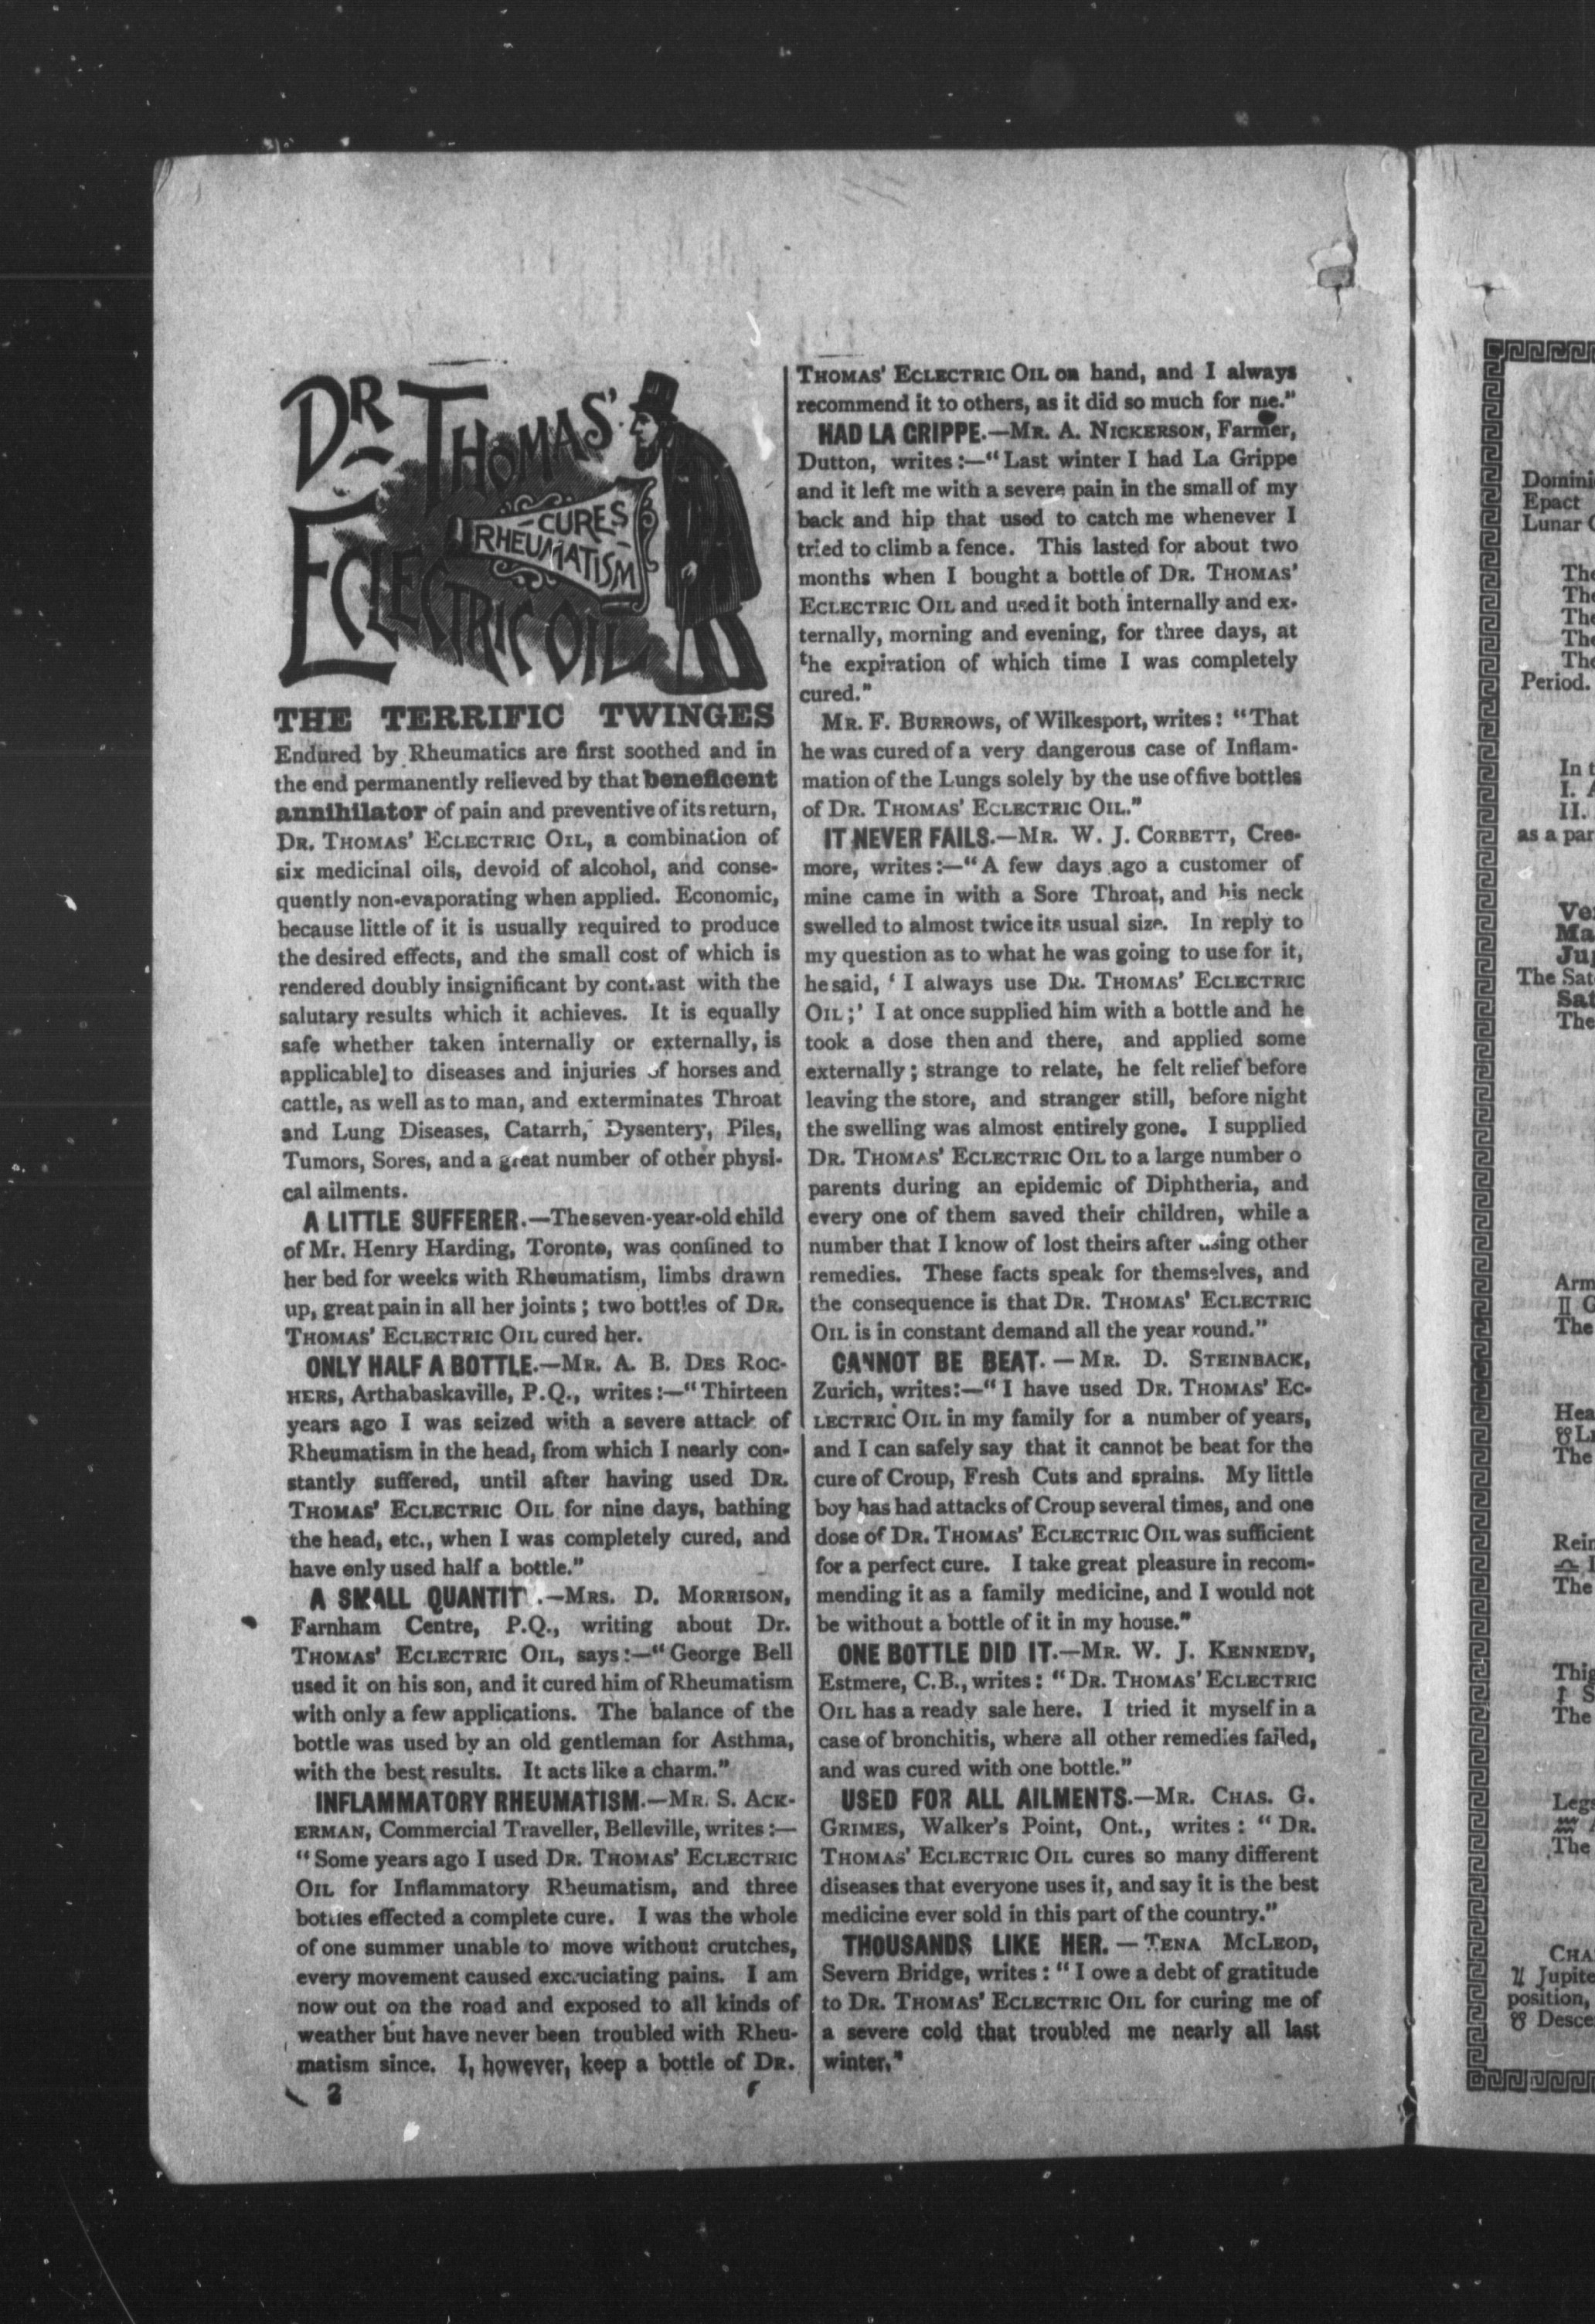 DR. THOMAS'
ECLECTRIC OIL
CURES
RHEUMATISM
THE TERRIFIC TWINGES
Endured by Rheumatics are first soothed and in
the end permanently relieved by that beneficent
annihilator of pain and preventive of its return,
DR. THOMAS' ECLECTRIC OIL, a combination of
six medicinal oils, devoid of alcohol, and conse-
quently non-evaporating when applied. Economic,
because little of it is usually required to produce
the desired effects, and the small cost of which is
rendered doubly insignificant by contrast with the
salutary results which it achieves. It is equally
safe whether taken internally or externally, is
applicable] to diseases and injuries of horses and
cattle, as well as to man, and exterminates Throat
and Lung Diseases, Catarrh, Dysentery, Piles,
Tumors, Sores, and a great number of other physi-
cal ailments.
A LITTLE SUFFERER.—The seven-year-old child
of Mr. Henry Harding, Toronto, was confined to
her bed for weeks with Rheumatism, limbs drawn
up, great pain in all her joints; two bottles of DR.
THOMAS' ECLECTRIC OIL cured her.
ONLY HALF A BOTTLE.—MR. A. B. DES ROC-
HERS, Arthabaskaville, P.Q., writes:—"Thirteen
years ago I was seized with a severe attack of
Rheumatism in the head, from which I nearly con-
stantly suffered, until after having used DR.
THOMAS' ECLECTRIC OIL for nine days, bathing
the head, etc., when I was completely cured, and
have only used half a bottle."
A SMALL QUANTITY.—MRS. D. MORRISON,
Farnham Centre, P.Q., writing about Dr.
THOMAS' ECLECTRIC OIL, says:—"George Bell
used it on his son, and it cured him of Rheumatism
with only a few applications. The balance of the
bottle was used by an old gentleman for Asthma,
with the best results. It acts like a charm."
INFLAMMATORY RHEUMATISM.—MR. S. ACK-
ERMAN, Commercial Traveller, Belleville, writes:—
"Some years ago I used DR. THOMAS' ECLECTRIC
OIL for Inflammatory Rheumatism, and three
bottles effected a complete cure. I was the whole
of one summer unable to move without crutches,
every movement caused excruciating pains. I am
now out on the road and exposed to all kinds of
weather but have never been troubled with Rheu-
matism since. I, however, keep a bottle of DR.
2
THOMAS' ECLECTRIC OIL on hand, and I always
recommend it to others, as it did so much for me."
HAD LA GRIPPE.—MR. A. NICKERSON, Farmer,
Dutton, writes:—"Last winter I had La Grippe
and it left me with a severe pain in the small of my
back and hip that used to catch me whenever I
tried to climb a fence. This lasted for about two
months when I bought a bottle of DR. THOMAS'
ECLECTRIC OIL and used it both internally and ex-
ternally, morning and evening, for three days, at
the expiration of which time I was completely
cured."
MR. F. BURROWS, of Wilkesport, writes: "That
he was cured of a very dangerous case of Inflam-
mation of the Lungs solely by the use of five bottles
of DR. THOMAS' ECLECTRIC OIL."
IT NEVER FAILS.—MR. W. J. CORBETT, Cree-
more, writes:—"A few days ago a customer of
mine came in with a Sore Throat, and his neck
swelled to almost twice its usual size. In reply to
my question as to what he was going to use for it,
he said, 'I always use DR. THOMAS' ECLECTRIC
OIL;' I at once supplied him with a bottle and he
took a dose then and there, and applied some
externally; strange to relate, he felt relief before
leaving the store, and stranger still, before night
the swelling was almost entirely gone. I supplied
DR. THOMAS' ECLECTRIC OIL to a large number o
parents during an epidemic of Diphtheria, and
every one of them saved their children, while a
number that I know of lost theirs after using other
remedies. These facts speak for themselves, and
the consequence is that DR. THOMAS' ECLECTRIC
OIL is in constant demand all the year round."
CANNOT BE BEAT.—MR. D. STEINBACK,
Zurich, writes:—"I have used DR. THOMAS' EC-
LECTRIC OIL in my family for a number of years,
and I can safely say that it cannot be beat for the
cure of Croup, Fresh Cuts and sprains. My little
boy has had attacks of Croup several times, and one
dose of DR. THOMAS' ECLECTRIC OIL was sufficient
for a perfect cure. I take great pleasure in recom-
mending it as a family medicine, and I would not
be without a bottle of it in my house."
ONE BOTTLE DID IT.—MR. W. J. KENNEDY,
Estmere, C.B., writes: "DR. THOMAS' ECLECTRIC
OIL has a ready sale here. I tried it myself in a
case of bronchitis, where all other remedies failed,
and was cured with one bottle."
USED FOR ALL AILMENTS.—MR. CHAS. G.
GRIMES, Walker's Point, Ont., writes: "DR.
THOMAS' ECLECTRIC OIL cures so many different
diseases that everyone uses it, and say it is the best
medicine ever sold in this part of the country."
THOUSANDS LIKE HER.—TENA MCLEOD,
Severn Bridge, writes: "I owe a debt of gratitude
to DR. THOMAS' ECLECTRIC OIL for curing me of
a severe cold that troubled me nearly all last
winter."
Epact
Lunar
The
The
The
The
The
Period.
In
I.
II.
as a
The
The
The
The
The
The
The
♃ Jupite
position,